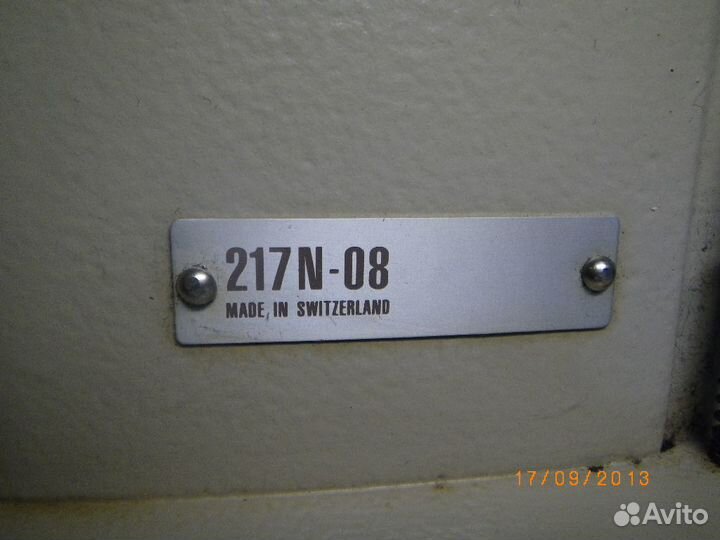 217N-08
MADE IN SWITZERLAND
17/09/2013
Avito